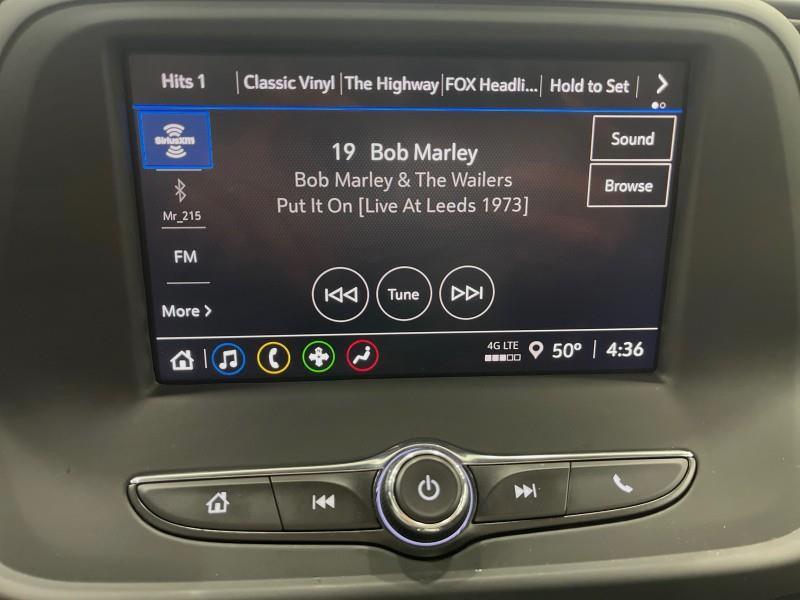 Hits 1 Classic Vinyl The Highway FOX Headli... Hold to Set
SiriusXM
Sound
19 Bob Marley
Bob Marley & The Wailers
Browse
Put It On [Live At Leeds 1973]
Mr_215
FM
Tune
More
4G LTE
50° 4:36